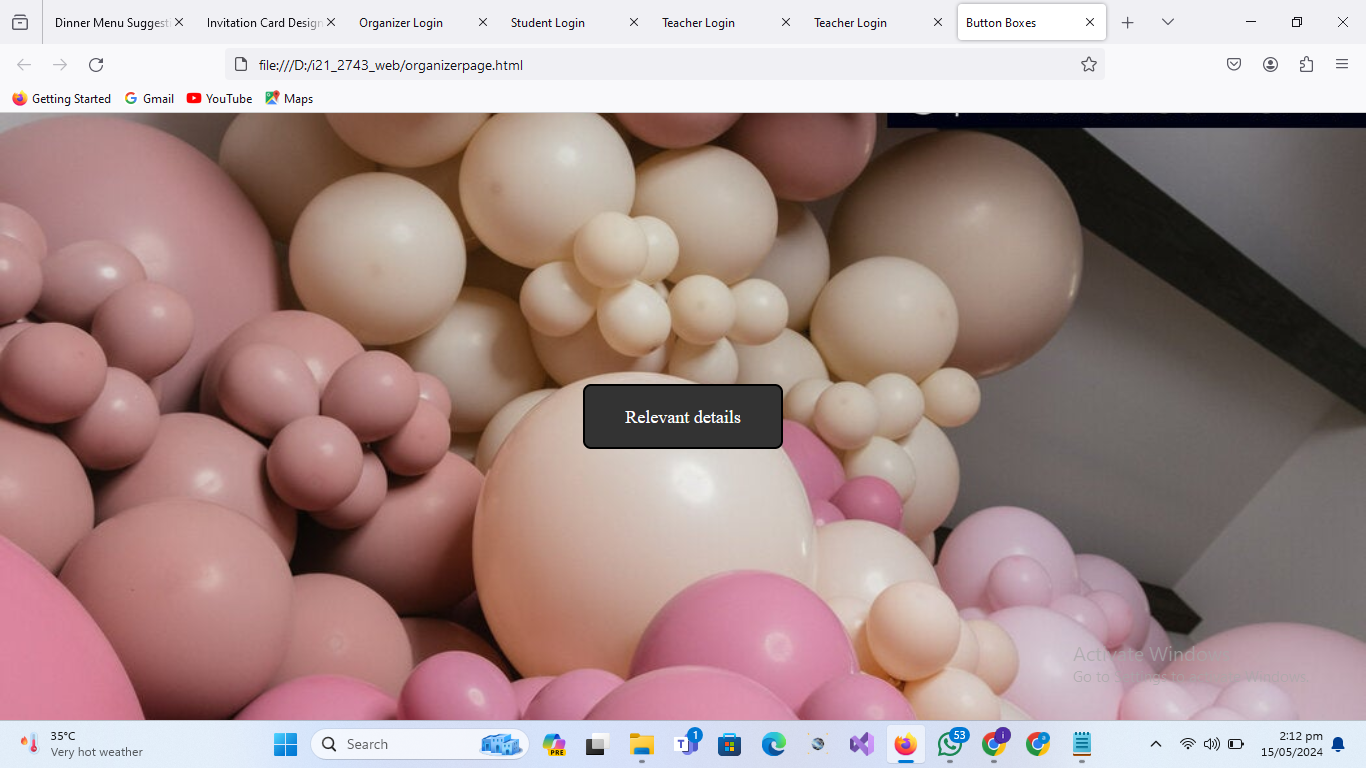 Dinner Menu Suggesti
Invitation Card Design
Organizer Login
Student Login
Teacher Login
Teacher Login
Button Boxes
file:///D:/i21_2743_web/organizerpage.html
Getting Started
Gmail
YouTube
Maps
Relevant details
Activate Windows
Go to Settings to activate Windows.
35°C
Very hot weather
Search
PRE
1
53
i
2:12 pm
15/05/2024